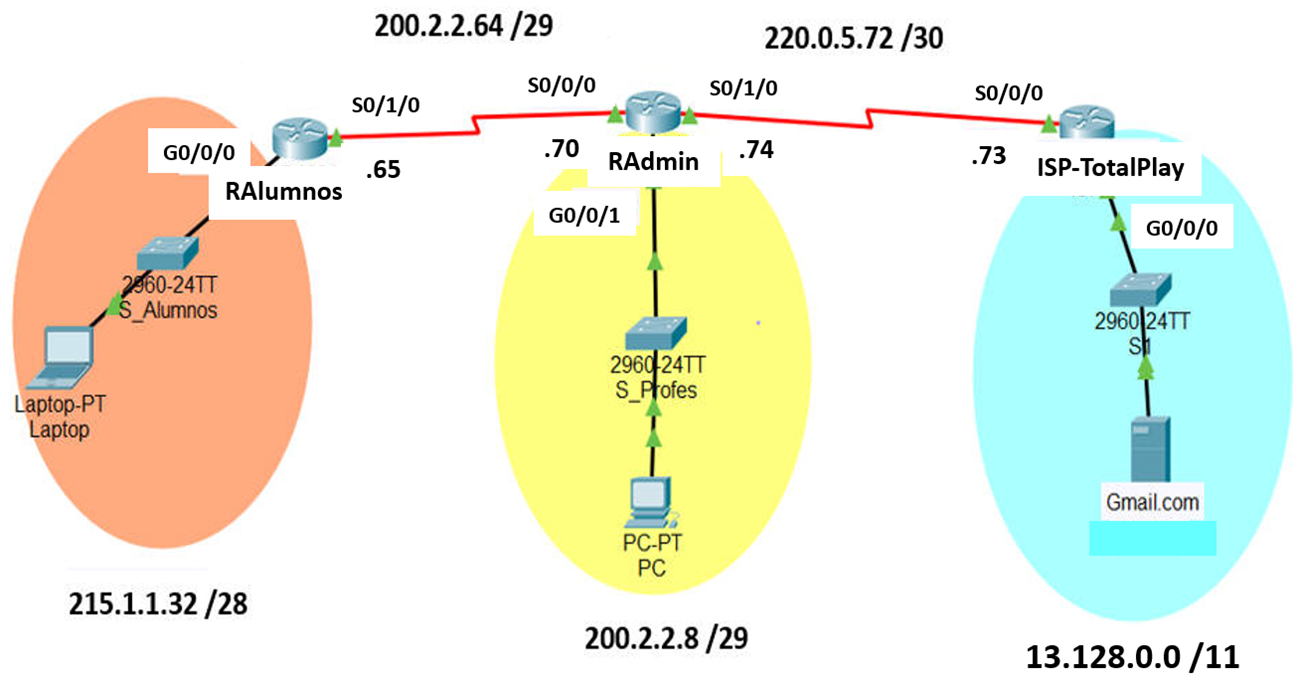 200.2.2.64 /29
220.0.5.72 /30
S0/1/0
S0/0/0
S0/1/0
S0/0/0
G0/0/0
.65
.70
RAdmin
.74
.73
ISP-TotalPlay
RAlumnos
G0/0/1
G0/0/0
2960-24TT
S_Alumnos
2960-24TT
S_Profes
2960-24TT
S1
Laptop-PT
Laptop
Gmail.com
PC-PT
PC
215.1.1.32 /28
200.2.2.8 /29
13.128.0.0 /11